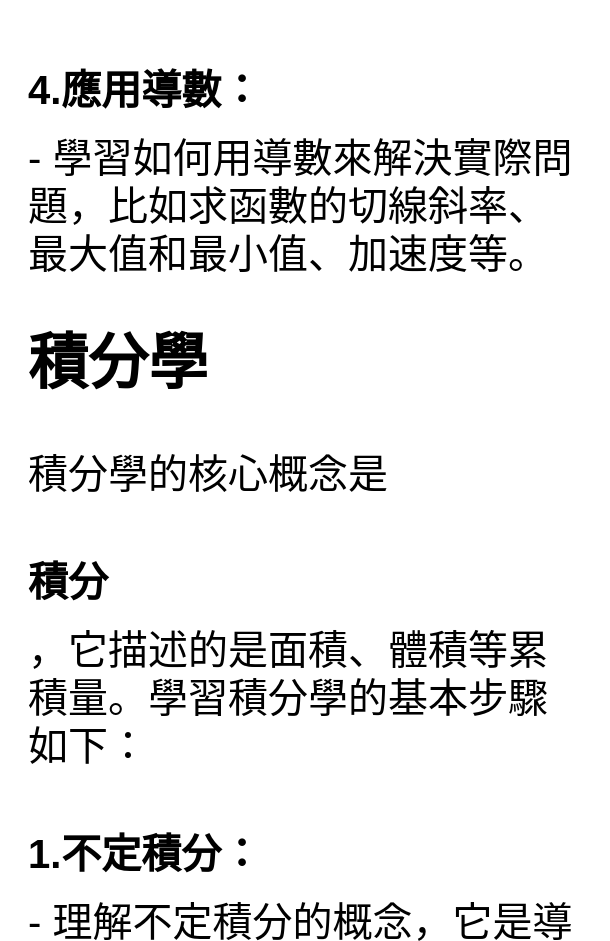 4.應用導數：
- 學習如何用導數來解決實際問
題，比如求函數的切線斜率、
最大值和最小值、加速度等。
積分學
積分學的核心概念是
積分
，它描述的是面積、體積等累
積量。學習積分學的基本步驟
如下：
1.不定積分：
- 理解不定積分的概念，它是導